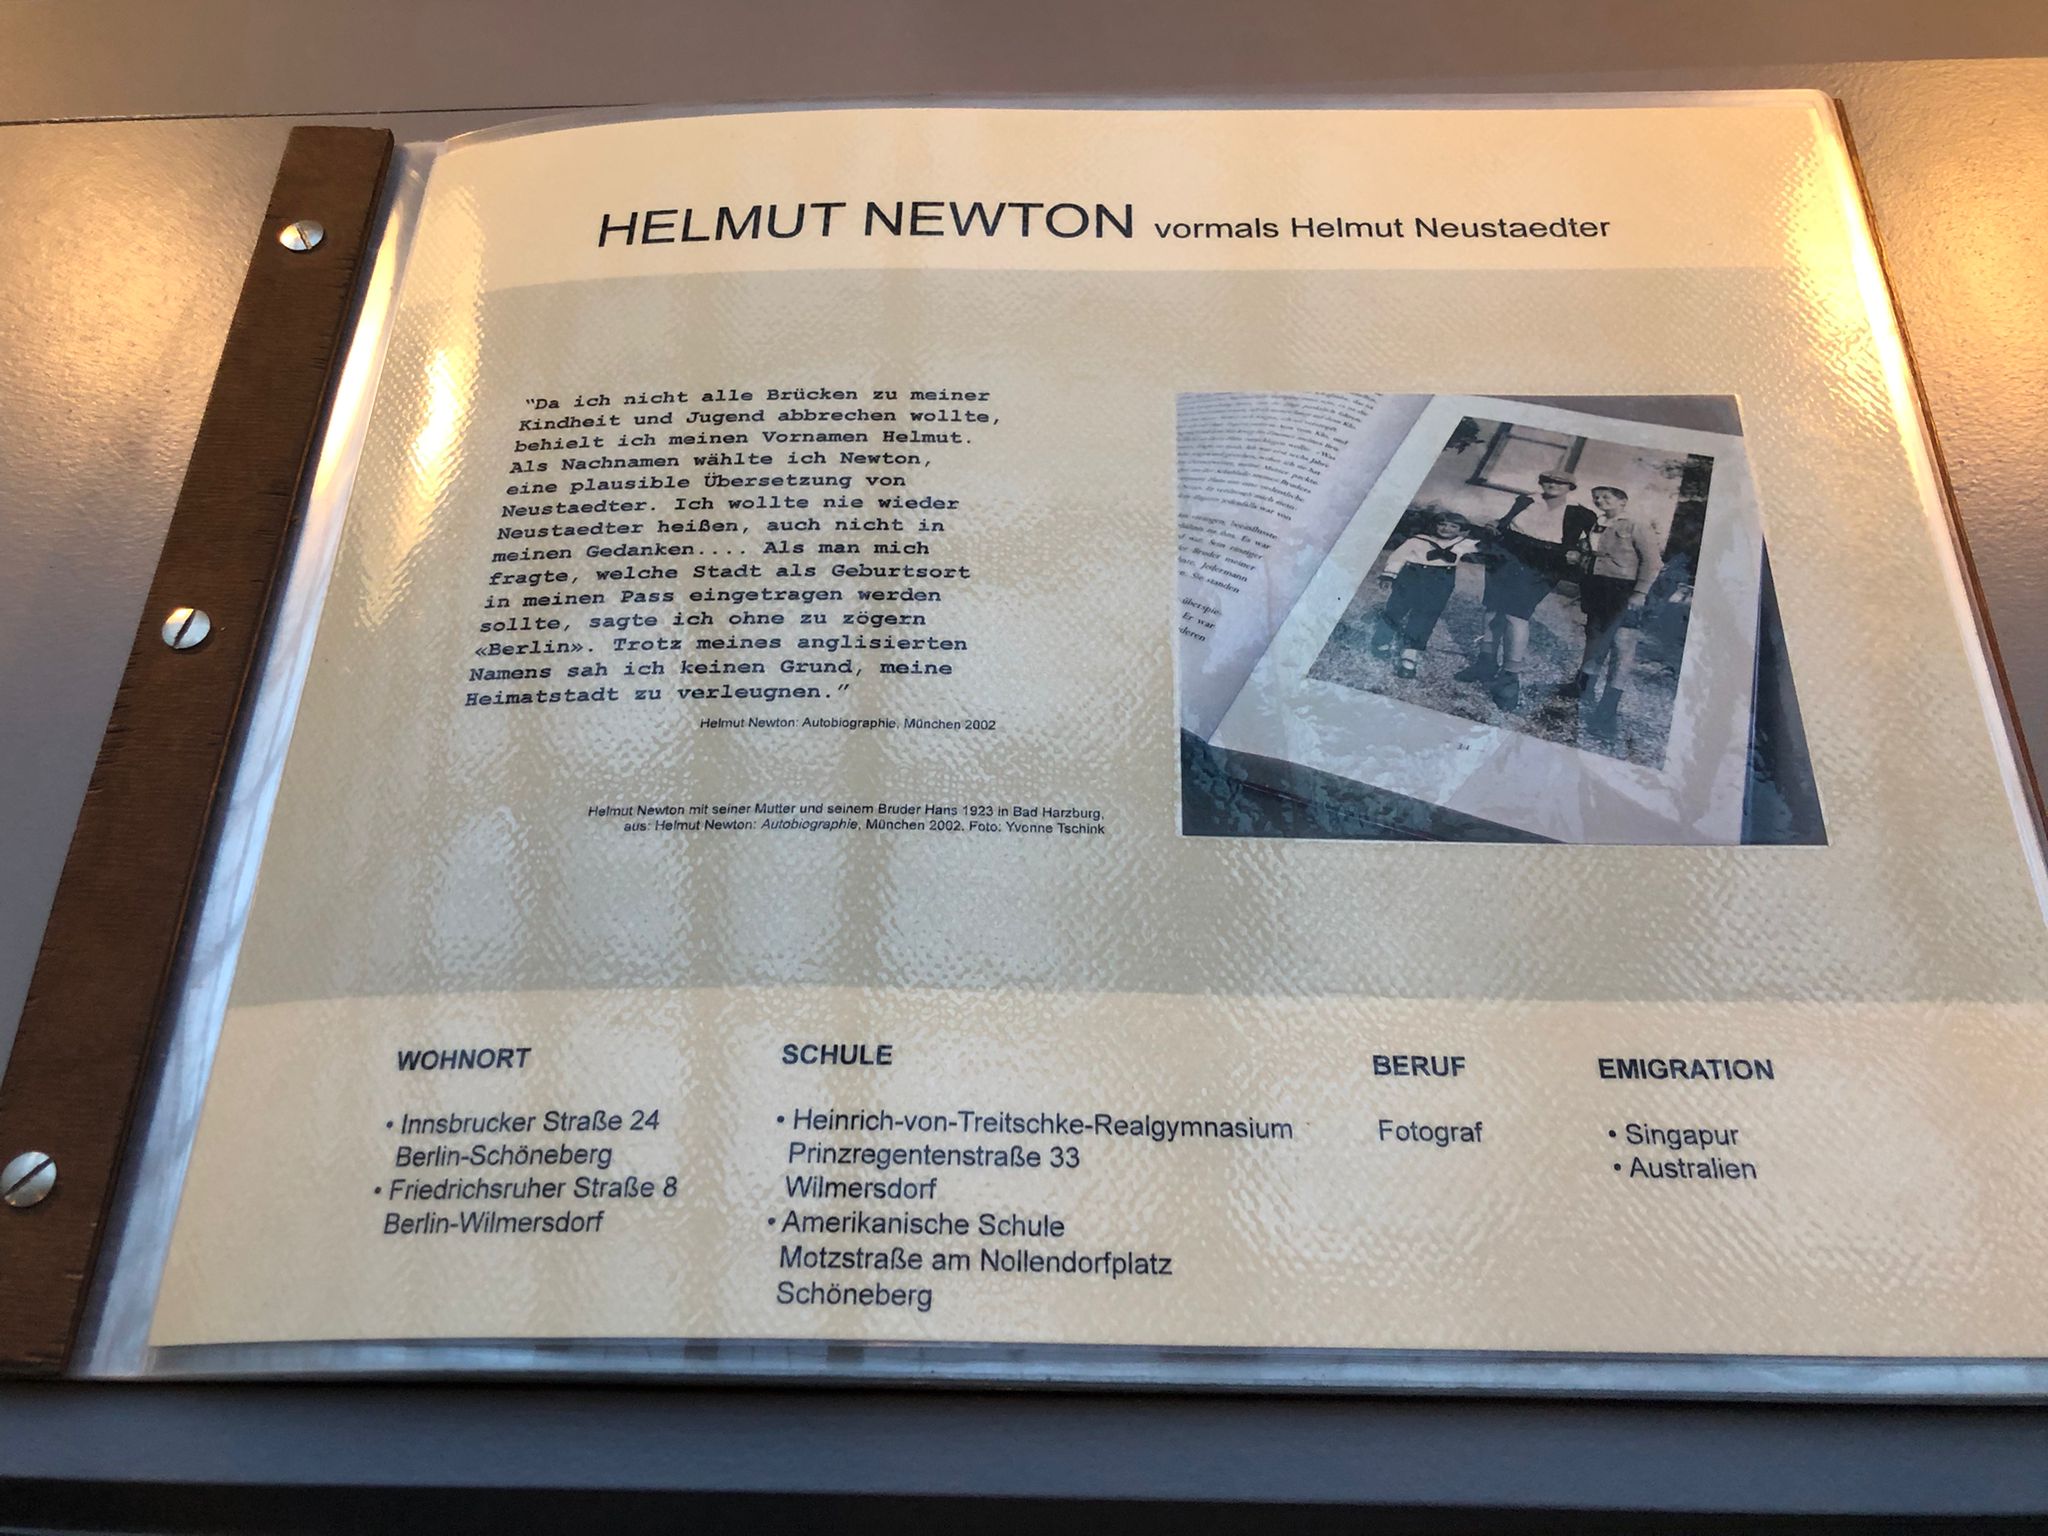 HELMUT NEWTON vormals Helmut Neustaedter
"Da ich nicht alle Brücken zu meiner
Kindheit und Jugend abbrechen wollte,
behielt ich meinen Vornamen Helmut.
Als Nachnamen wählte ich Newton,
eine plausible Übersetzung von
Neustaedter. Ich wollte nie wieder
Neustaedter heißen, auch nicht in
meinen Gedanken.... Als man mich
fragte, welche Stadt als Geburtsort
in meinen Pass eingetragen werden
sollte, sagte ich ohne zu zögern
«Berlin». Trotz meines anglisierten
Namens sah ich keinen Grund, meine
Heimatstadt zu verleugnen."
Helmut Newton: Autobiographie, München 2002
Helmut Newton mit seiner Mutter und seinem Bruder Hans 1923 in Bad Harzburg,
aus: Helmut Newton: Autobiographie, München 2002. Foto: Yvonne Tschink
WOHNORT
• Innsbrucker Straße 24
Berlin-Schöneberg
• Friedrichsruher Straße 8
Berlin-Wilmersdorf
SCHULE
• Heinrich-von-Treitschke-Realgymnasium
Prinzregentenstraße 33
Wilmersdorf
• Amerikanische Schule
Motzstraße am Nollendorfplatz
Schöneberg
BERUF
Fotograf
EMIGRATION
• Singapur
• Australien